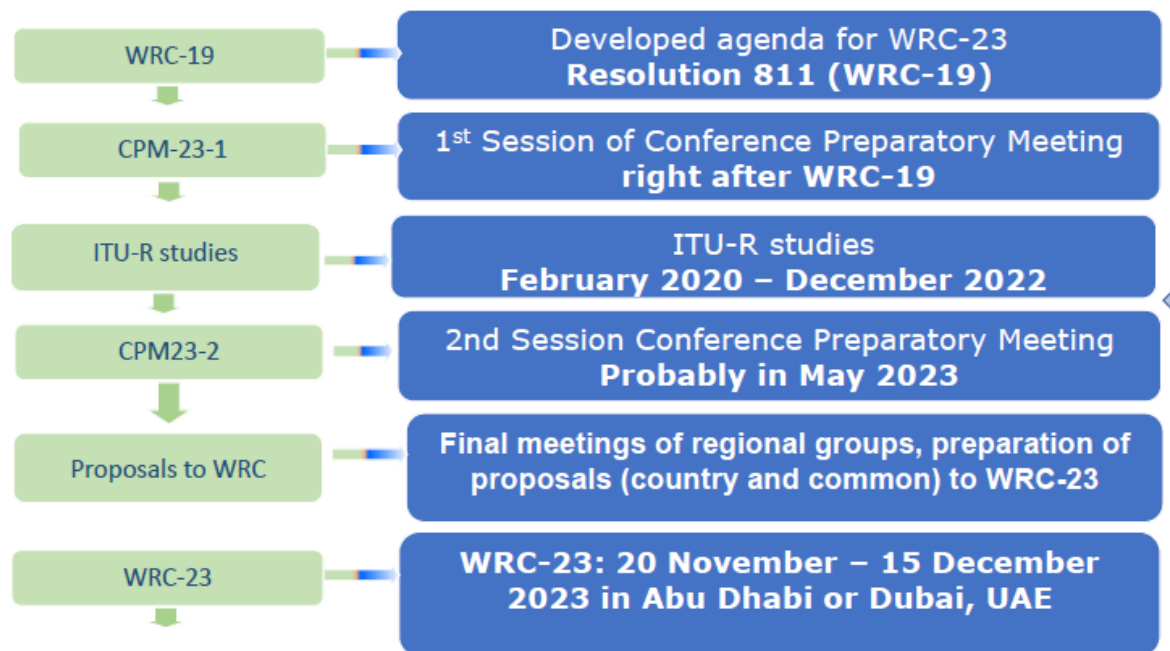 WRC-19
Developed agenda for WRC-23
Resolution 811 (WRC-19)
CPM-23-1
1st Session of Conference Preparatory Meeting
right after WRC-19
ITU-R studies
ITU-R studies
February 2020 – December 2022
CPM23-2
2nd Session Conference Preparatory Meeting
Probably in May 2023
Proposals to WRC
Final meetings of regional groups, preparation of
proposals (country and common) to WRC-23
WRC-23
WRC-23: 20 November – 15 December
2023 in Abu Dhabi or Dubai, UAE